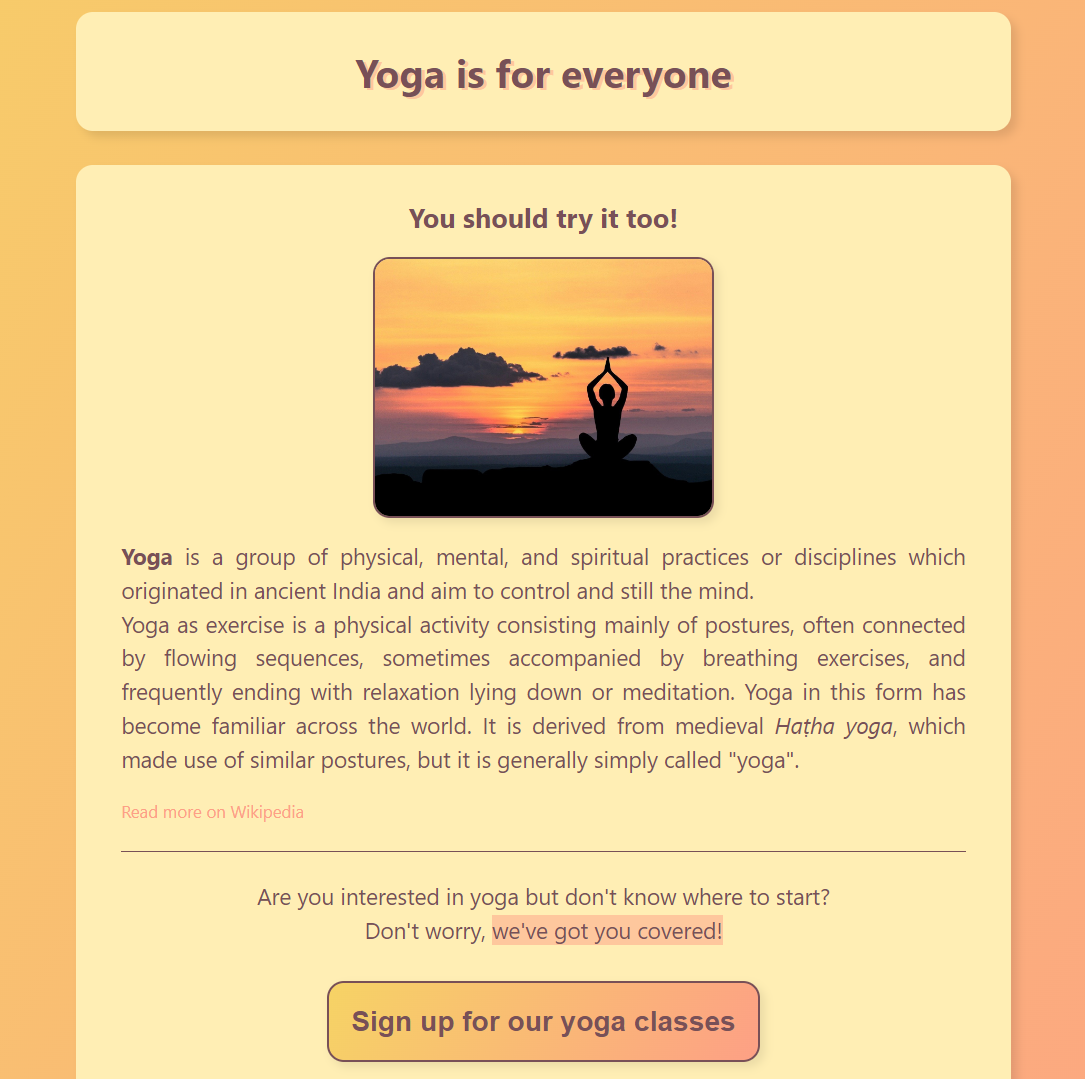 Yoga is for everyone
You should try it too!
Yoga is a group of physical, mental, and spiritual practices or disciplines which
originated in ancient India and aim to control and still the mind.
Yoga as exercise is a physical activity consisting mainly of postures, often connected
by flowing sequences, sometimes accompanied by breathing exercises, and
frequently ending with relaxation lying down or meditation. Yoga in this form has
become familiar across the world. It is derived from medieval Haṭha yoga, which
made use of similar postures, but it is generally simply called "yoga".
Read more on Wikipedia
Are you interested in yoga but don't know where to start?
Don't worry, we've got you covered!
Sign up for our yoga classes